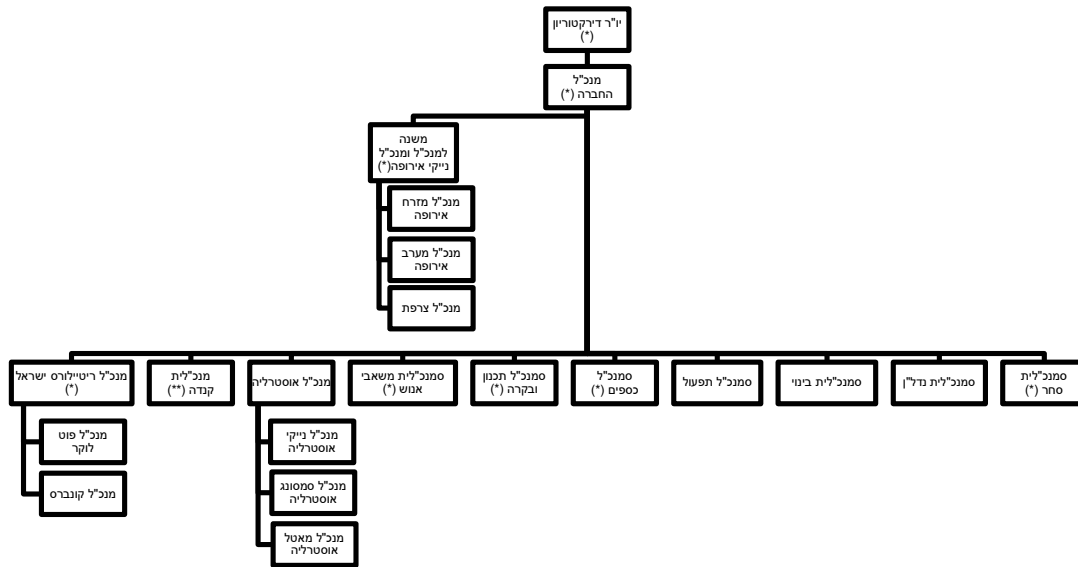 יו"ר דירקטוריון
(*)
מנכ"ל
החברה (*)
משנה
למנכ"ל ומנכ"ל
נייקי אירופה(*)
מנכ"ל מזרח
אירופה
מנכ"ל מערב
אירופה
מנכ"ל צרפת
סמנכ"לית
סחר (*)
סמנכ"לית נדל"ן
סמנכ"לית בינוי
סמנכ"ל תפעול
סמנכ"ל
כספים (*)
סמנכ"ל תכנון
ובקרה (*)
סמנכ"לית משאבי
אנוש (*)
מנכ"ל אוסטרליה
מנכ"ל נייקי
אוסטרליה
מנכ"ל סמסונג
אוסטרליה
מנכ"ל מאטל
אוסטרליה
מנכ"לית
קנדה (**)
מנכ"ל ריטיילורס ישראל
(*)
מנכ"ל פוט
לוקר
מנכ"ל קונברס